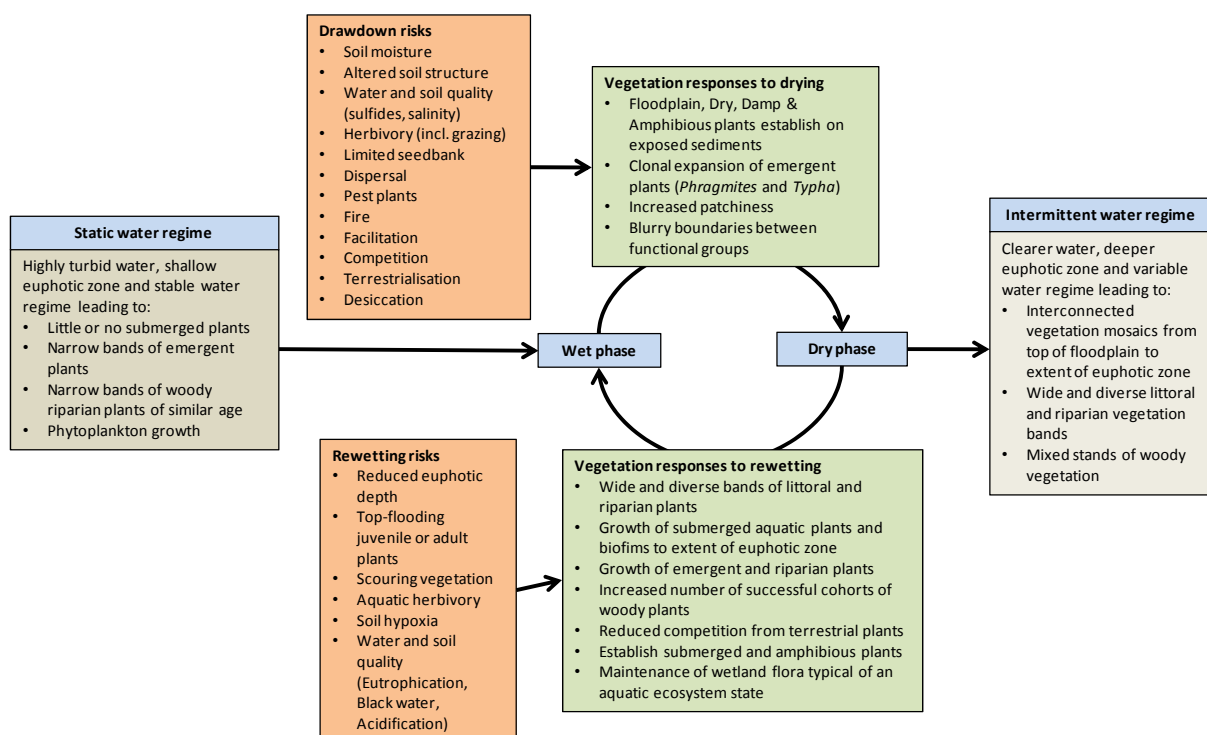 Drawdown risks
• Soil moisture
• Altered soil structure
• Water and soil quality
(sulfides, salinity)
• Herbivory (incl. grazing)
• Limited seedbank
• Dispersal
• Pest plants
• Fire
• Facilitation
• Competition
• Terrestrialisation
• Desiccation
Vegetation responses to drying
• Floodplain, Dry, Damp &
Amphibious plants establish on
exposed sediments
• Clonal expansion of emergent
plants (Phragmites and Typha)
• Increased patchiness
• Blurry boundaries between
functional groups
Static water regime
Highly turbid water, shallow
euphotic zone and stable water
regime leading to:
• Little or no submerged plants
• Narrow bands of emergent
plants
• Narrow bands of woody
riparian plants of similar age
• Phytoplankton growth
Wet phase
Dry phase
Intermittent water regime
Clearer water, deeper
euphotic zone and variable
water regime leading to:
• Interconnected
vegetation mosaics from
top of floodplain to
extent of euphotic zone
• Wide and diverse littoral
and riparian vegetation
bands
• Mixed stands of woody
vegetation
Rewetting risks
• Reduced euphotic
depth
• Top-flooding
juvenile or adult
plants
• Scouring vegetation
• Aquatic herbivory
• Soil hypoxia
• Water and soil
quality
(Eutrophication,
Black water,
Acidification)
Vegetation responses to rewetting
• Wide and diverse bands of littoral and
riparian plants
• Growth of submerged aquatic plants and
biofims to extent of euphotic zone
• Growth of emergent and riparian plants
• Increased number of successful cohorts of
woody plants
• Reduced competition from terrestrial plants
• Establish submerged and amphibious plants
• Maintenance of wetland flora typical of an
aquatic ecosystem state